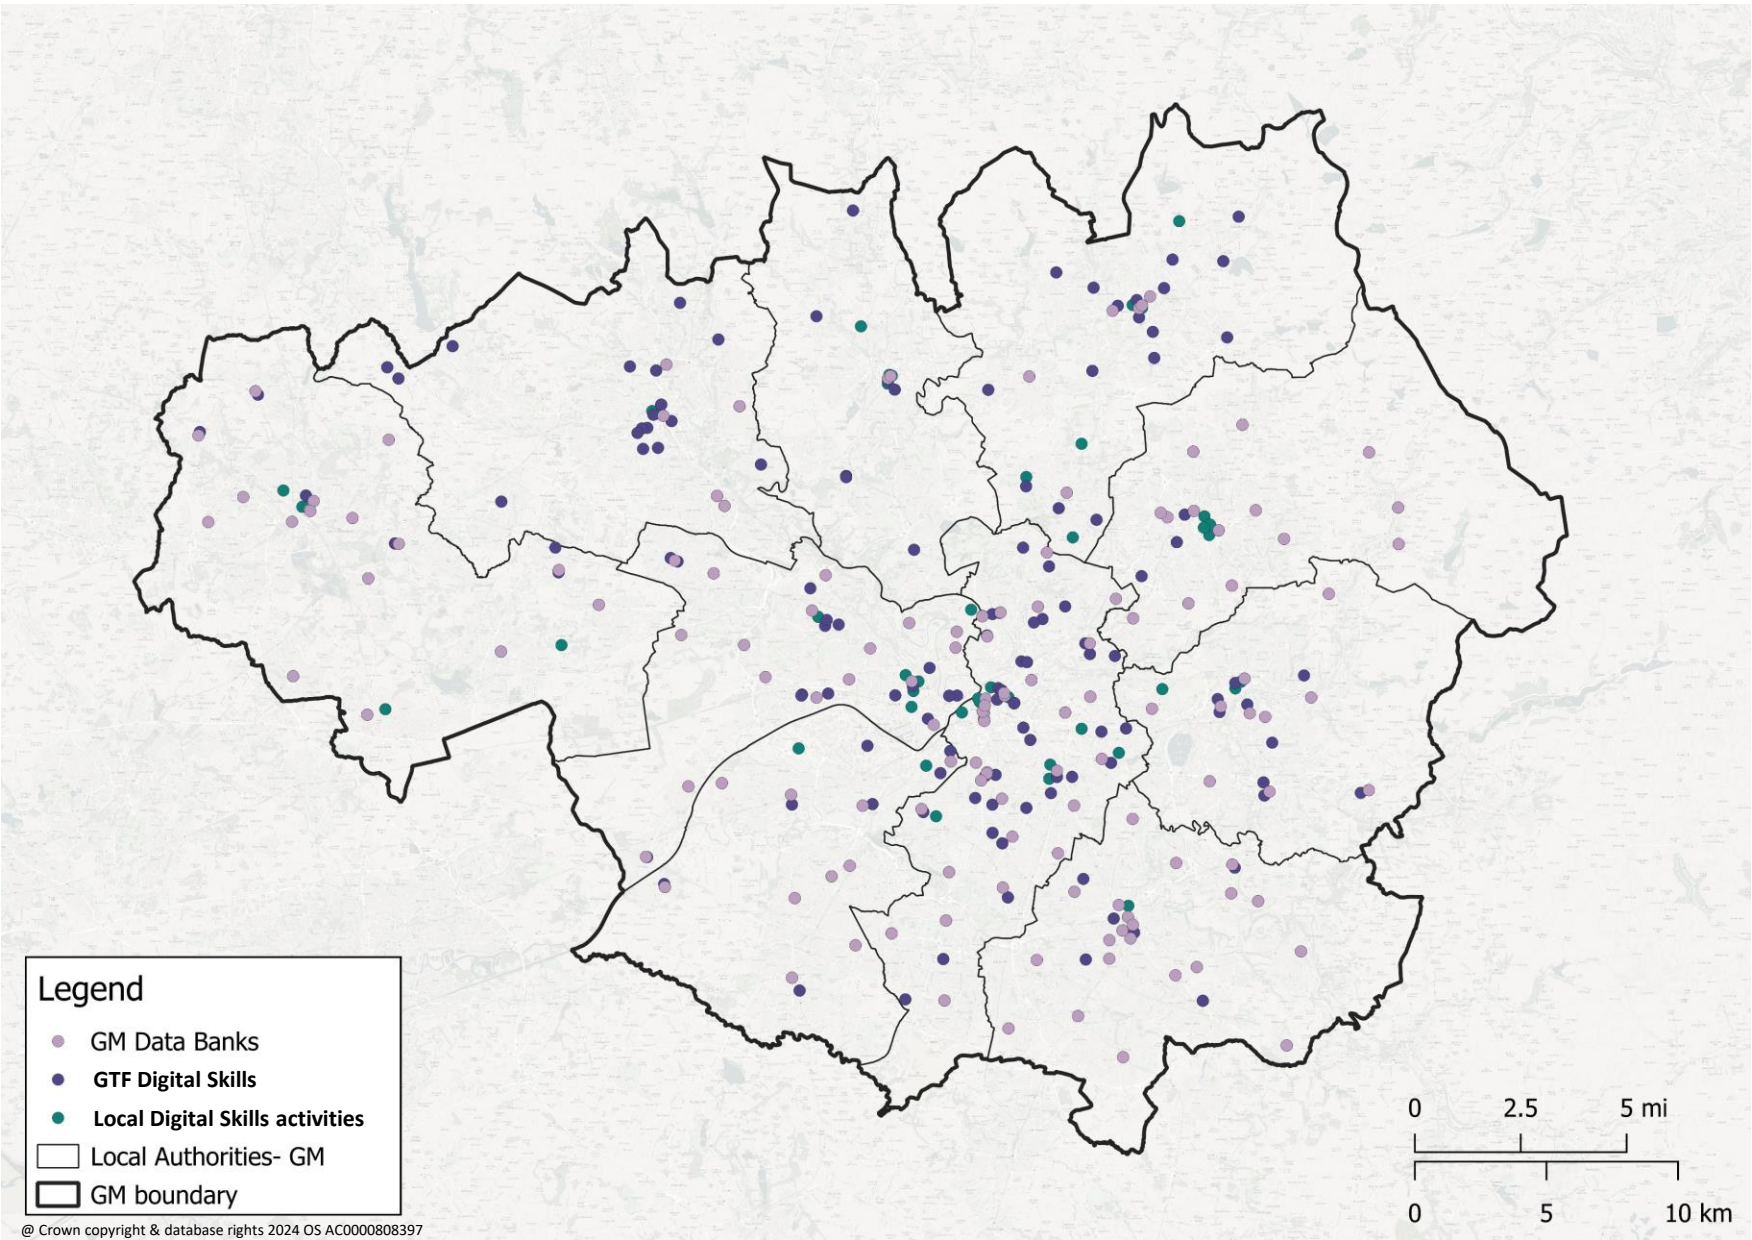 Legend
GM Data Banks
GTF Digital Skills
Local Digital Skills activities
Local Authorities- GM
GM boundary
@ Crown copyright & database rights 2024 OS AC0000808397
0 2.5 5 mi
0 5 10 km